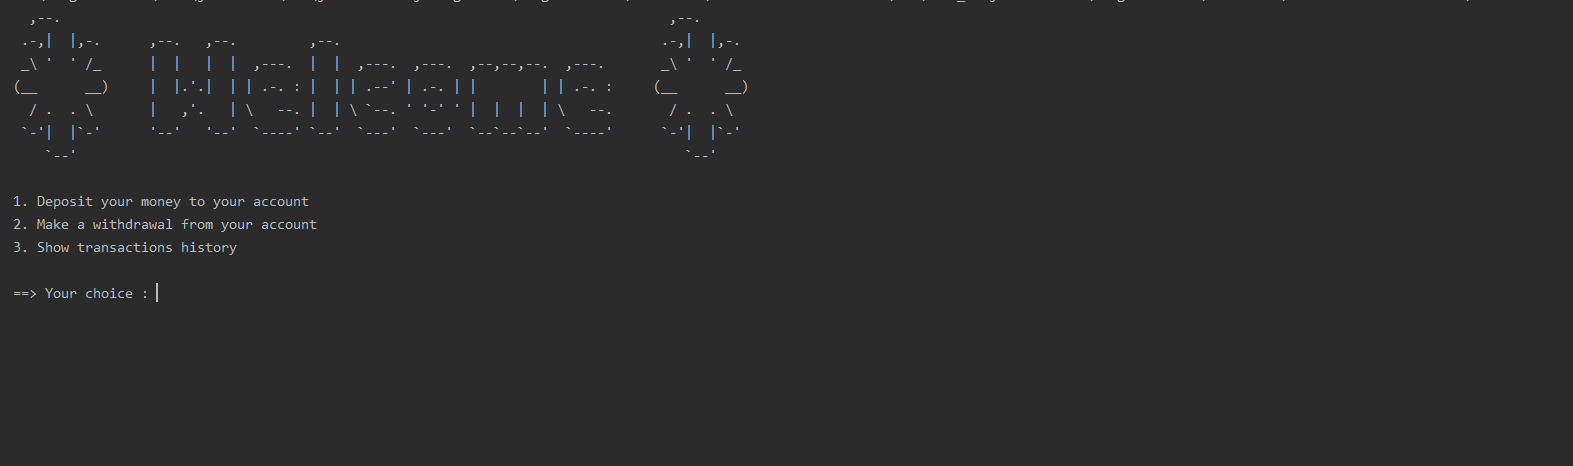 Welcome
1. Deposit your money to your account
2. Make a withdrawal from your account
3. Show transactions history
==> Your choice :